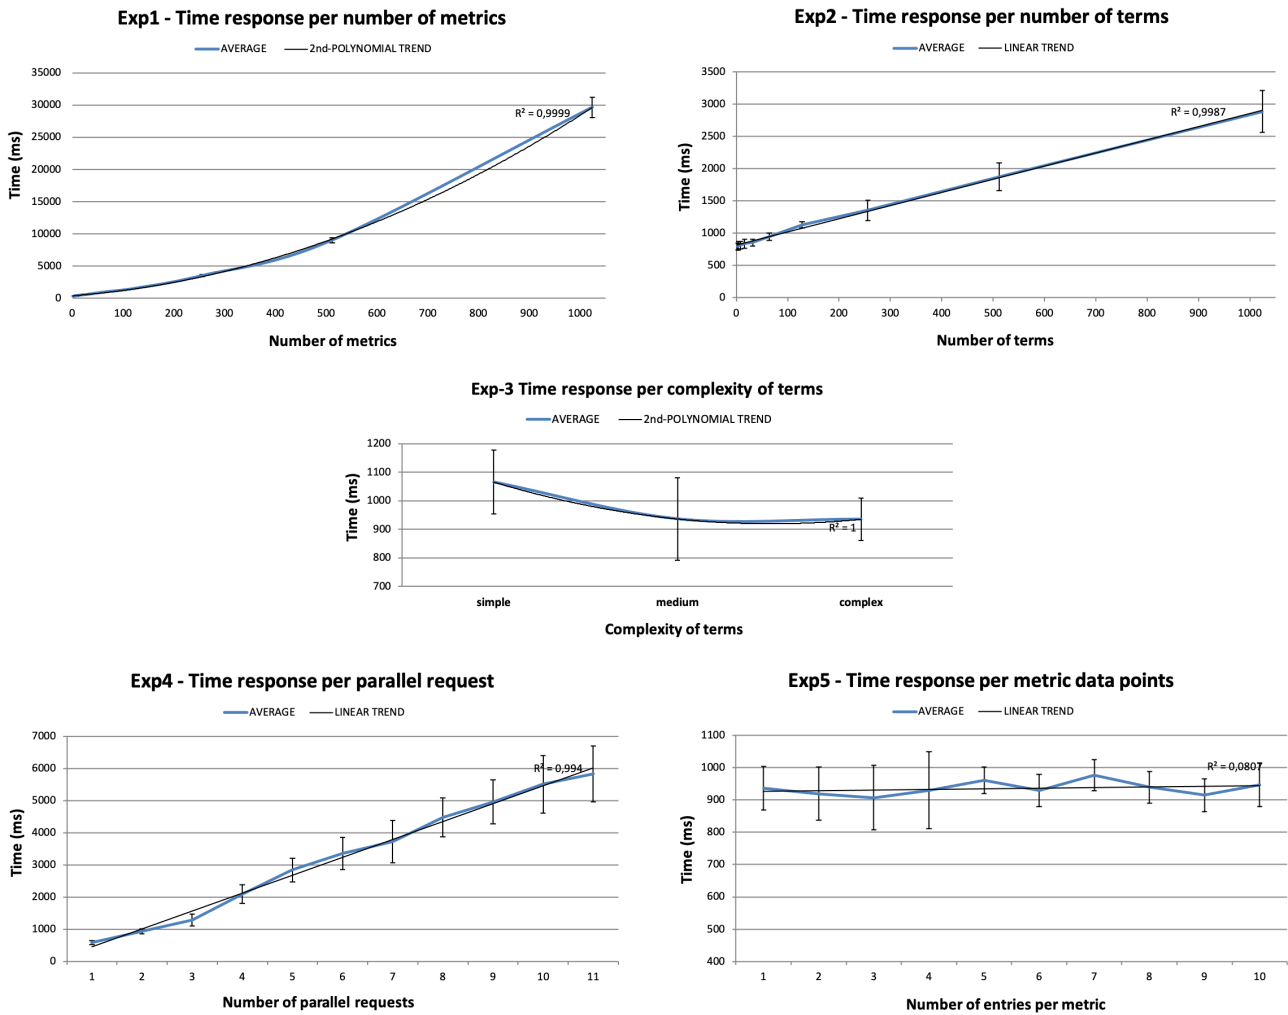 Exp1 - Time response per number of metrics
AVERAGE 2nd-POLYNOMIAL TREND
35000
30000
25000
20000
15000
10000
5000
0
R² = 0,9999
Time (ms)
0 100 200 300 400 500 600 700 800 900 1000
Number of metrics
Exp2 - Time response per number of terms
AVERAGE LINEAR TREND
3500
3000
2500
2000
1500
1000
500
0
R² = 0,9987
Time (ms)
0 100 200 300 400 500 600 700 800 900 1000
Number of terms
Exp-3 Time response per complexity of terms
AVERAGE 2nd-POLYNOMIAL TREND
1200
1100
1000
900
800
700
R² = 1
Time (ms)
simple medium complex
Complexity of terms
Exp4 - Time response per parallel request
AVERAGE LINEAR TREND
7000
6000
5000
4000
3000
2000
1000
0
R² = 0,994
Time (ms)
1 2 3 4 5 6 7 8 9 10 11
Number of parallel requests
Exp5 - Time response per metric data points
AVERAGE LINEAR TREND
1100
1000
900
800
700
600
500
400
R² = 0,0807
Time (ms)
1 2 3 4 5 6 7 8 9 10
Number of entries per metric